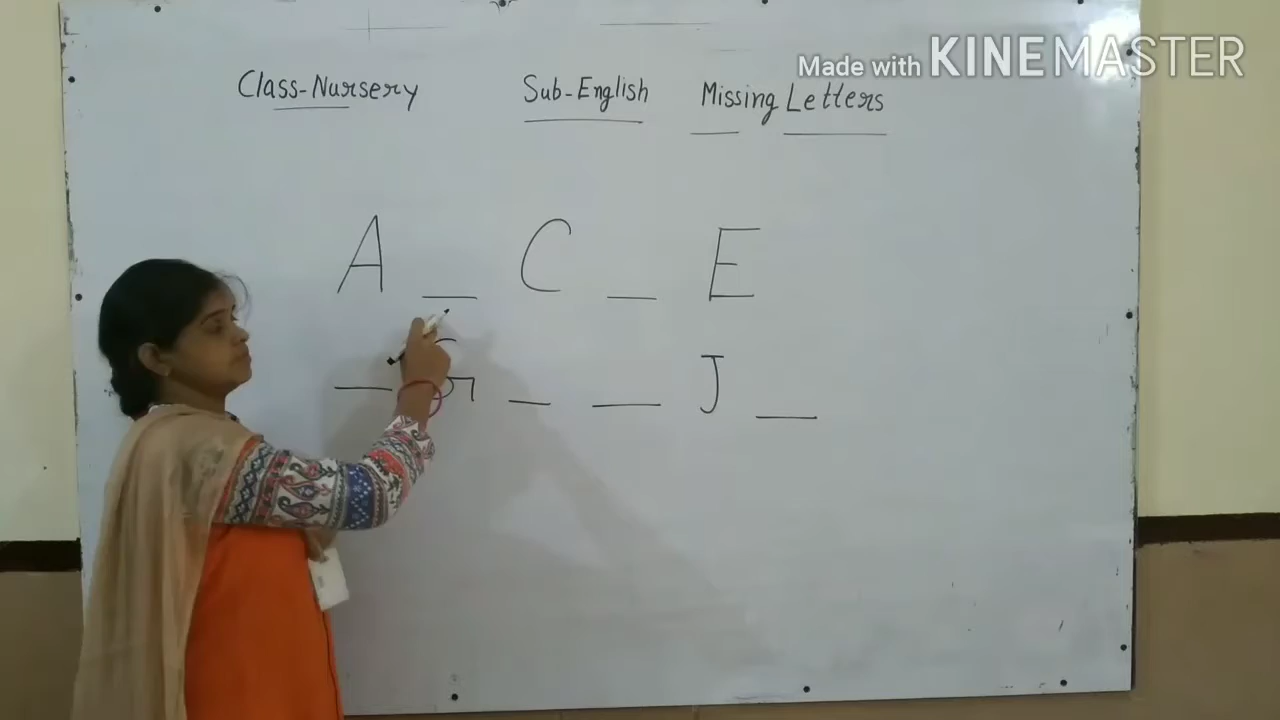 Made with KINEMASTER
Class-Nursery Sub-English Missing Letters
A _ C _ E
_ G _ _ J _